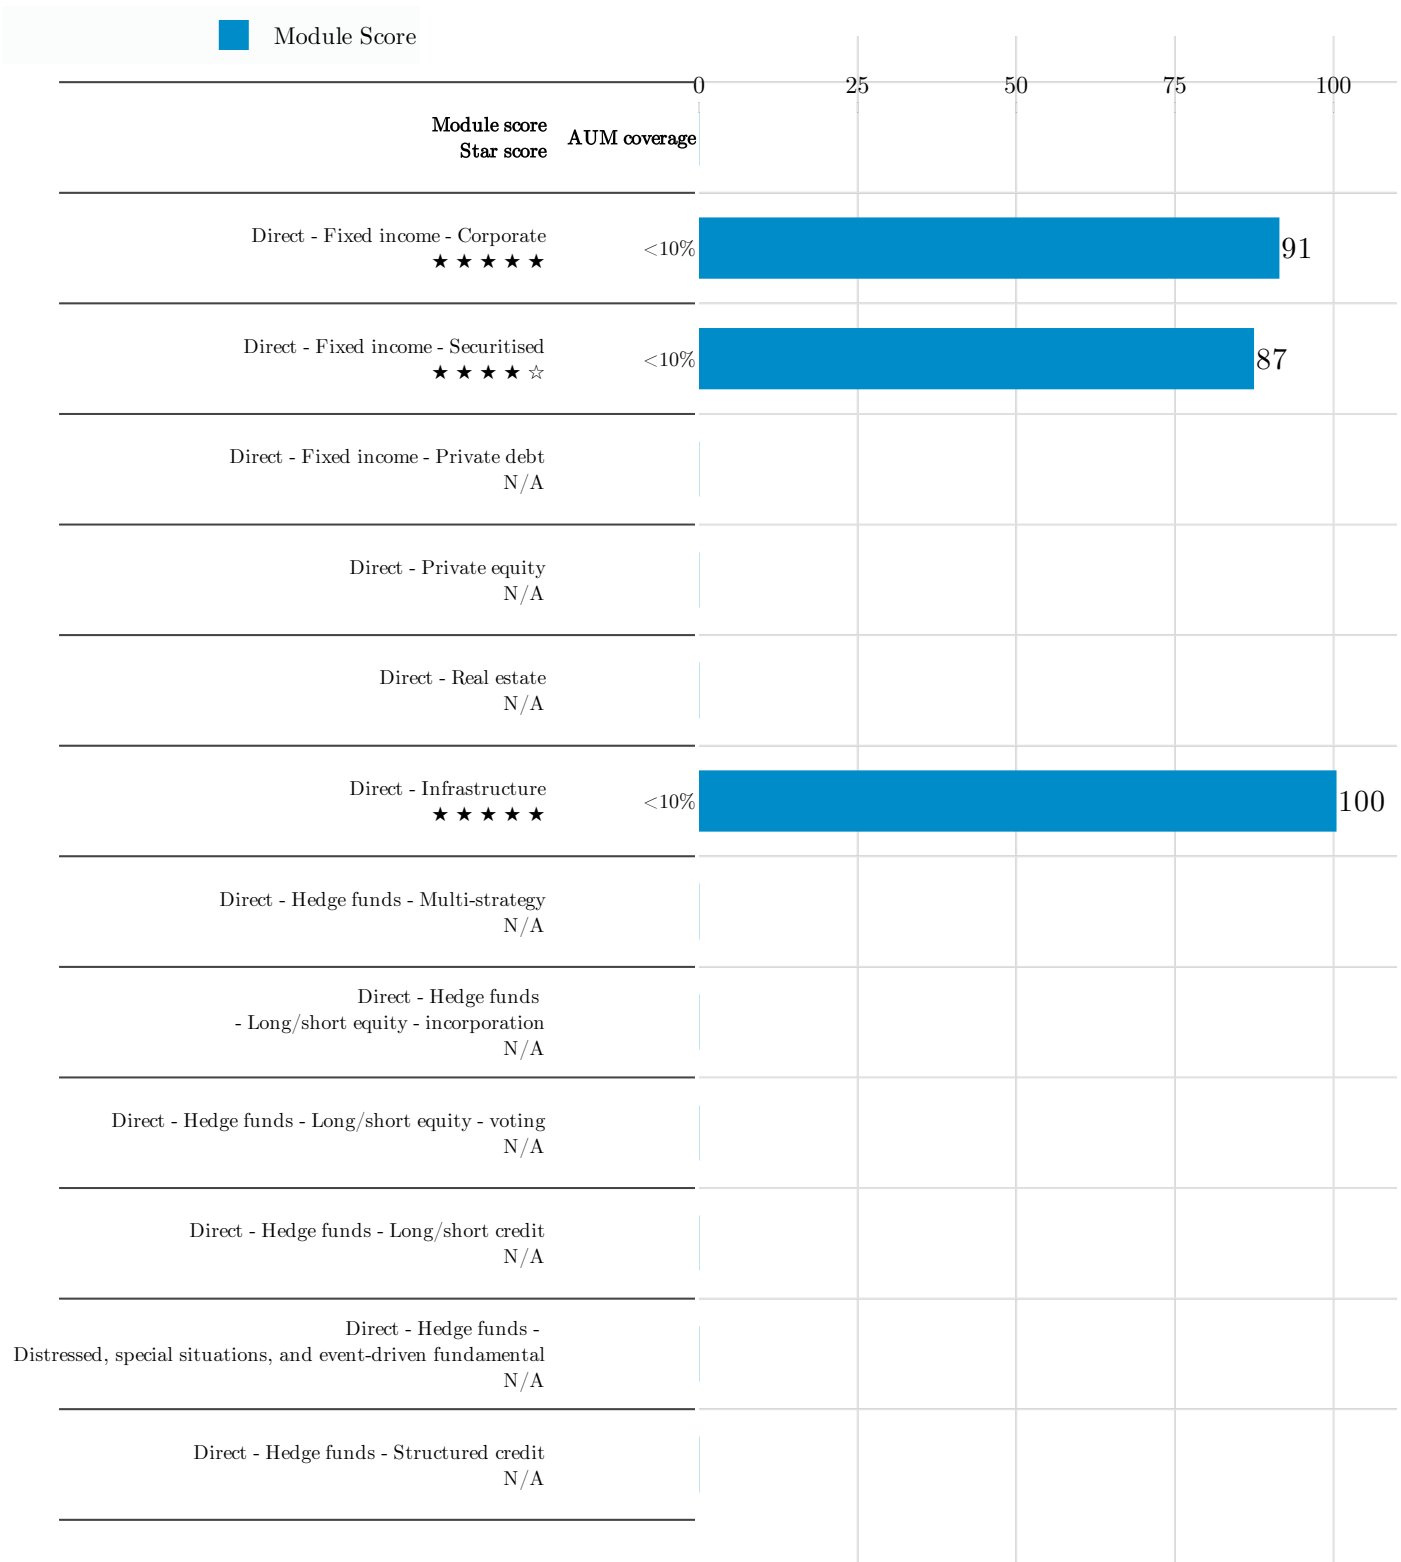 Module Score
0 25 50 75 100
Module score
Star score
AUM coverage
Direct - Fixed income - Corporate
★ ★ ★ ★ ★
<10%
91
Direct - Fixed income - Securitised
★ ★ ★ ★ ☆
<10%
87
Direct - Fixed income - Private debt
N/A
Direct - Private equity
N/A
Direct - Real estate
N/A
Direct - Infrastructure
★ ★ ★ ★ ★
<10%
100
Direct - Hedge funds - Multi-strategy
N/A
Direct - Hedge funds
- Long/short equity - incorporation
N/A
Direct - Hedge funds - Long/short equity - voting
N/A
Direct - Hedge funds - Long/short credit
N/A
Direct - Hedge funds -
Distressed, special situations, and event-driven fundamental
N/A
Direct - Hedge funds - Structured credit
N/A